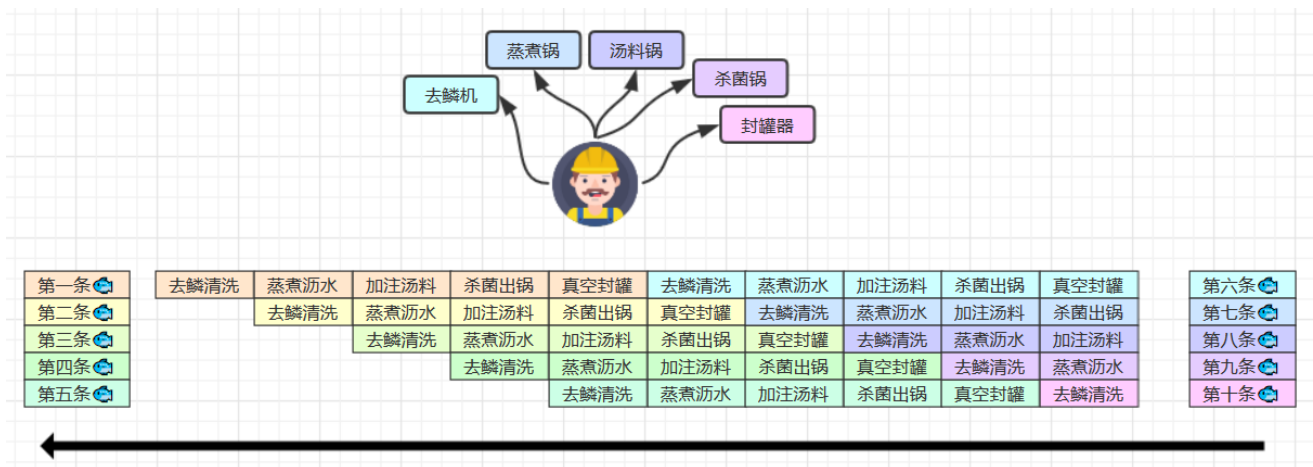 蒸煮锅 汤料锅
杀菌锅
去鳞机
封罐器
第一条 去鳞清洗 蒸煮沥水 加注汤料 杀菌出锅 真空封罐 去鳞清洗 蒸煮沥水 加注汤料 杀菌出锅 真空封罐 第六条
第二条 去鳞清洗 蒸煮沥水 加注汤料 杀菌出锅 真空封罐 去鳞清洗 蒸煮沥水 加注汤料 杀菌出锅 第七条
第三条 去鳞清洗 蒸煮沥水 加注汤料 杀菌出锅 真空封罐 去鳞清洗 蒸煮沥水 加注汤料 第八条
第四条 去鳞清洗 蒸煮沥水 加注汤料 杀菌出锅 真空封罐 去鳞清洗 蒸煮沥水 第九条
第五条 去鳞清洗 蒸煮沥水 加注汤料 杀菌出锅 真空封罐 去鳞清洗 第十条